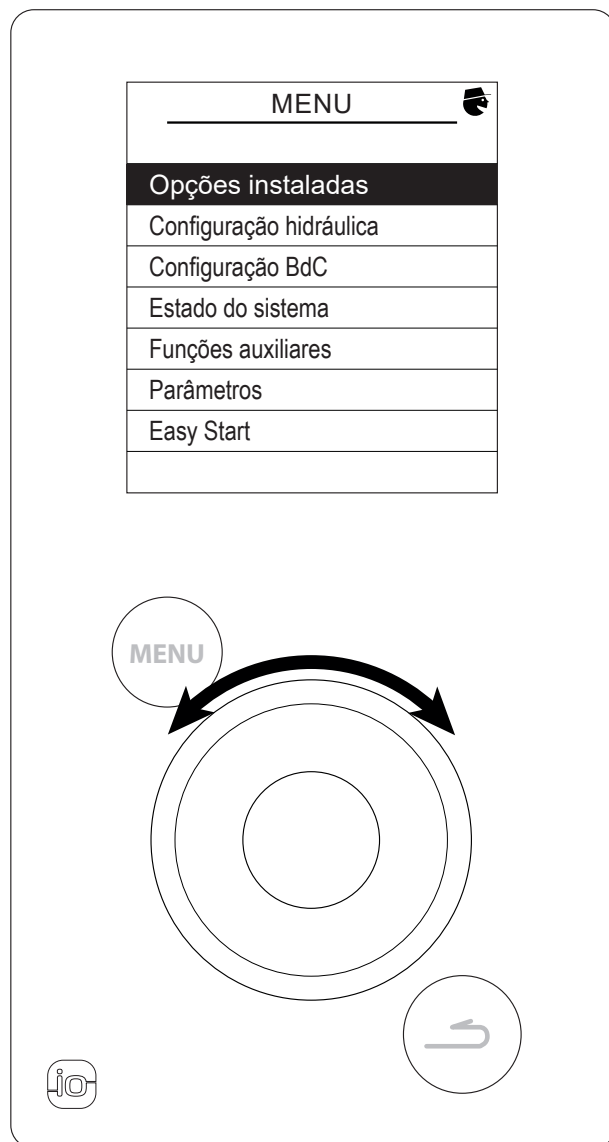 MENU
Opções instaladas
Configuração hidráulica
Configuração BdC
Estado do sistema
Funções auxiliares
Parâmetros
Easy Start
MENU
io